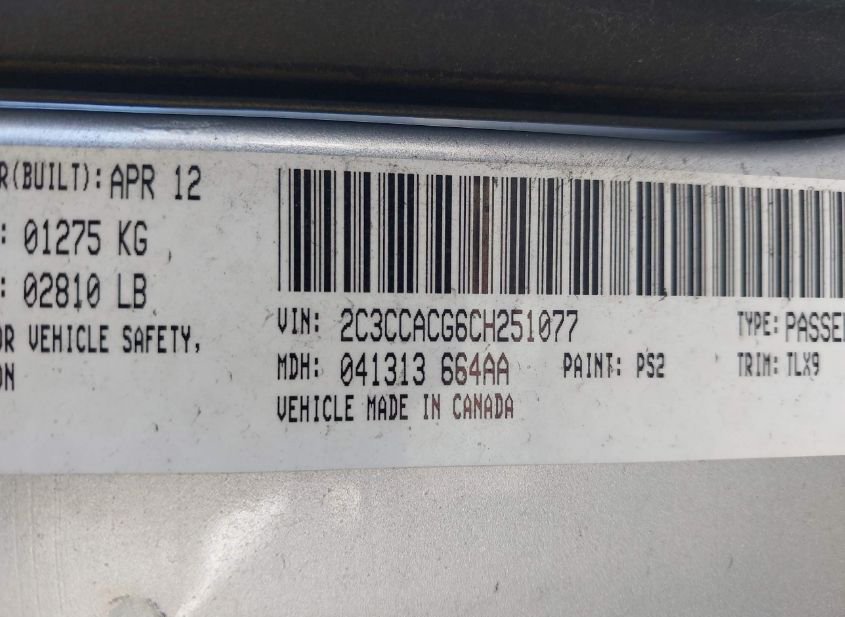 R(BUILT): APR 12
: 01275 KG
: 02810 LB
OR VEHICLE SAFETY,
ON
VIN: 2C3CCACG6CH251077
TYPE: PASSEN
MDH: 041313 664AA
PAINT: PS2
TRIM: TLX9
VEHICLE MADE IN CANADA